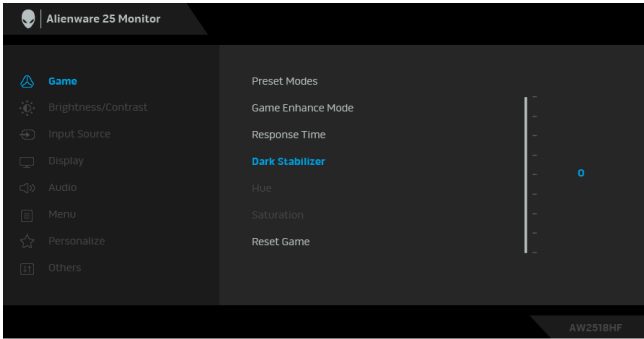 Alienware 25 Monitor
Game
Brightness/Contrast
Input Source
Display
Audio
Menu
Personalize
Others
Preset Modes
Game Enhance Mode
Response Time
Dark Stabilizer
Hue
Saturation
Reset Game
0
AW2518HF